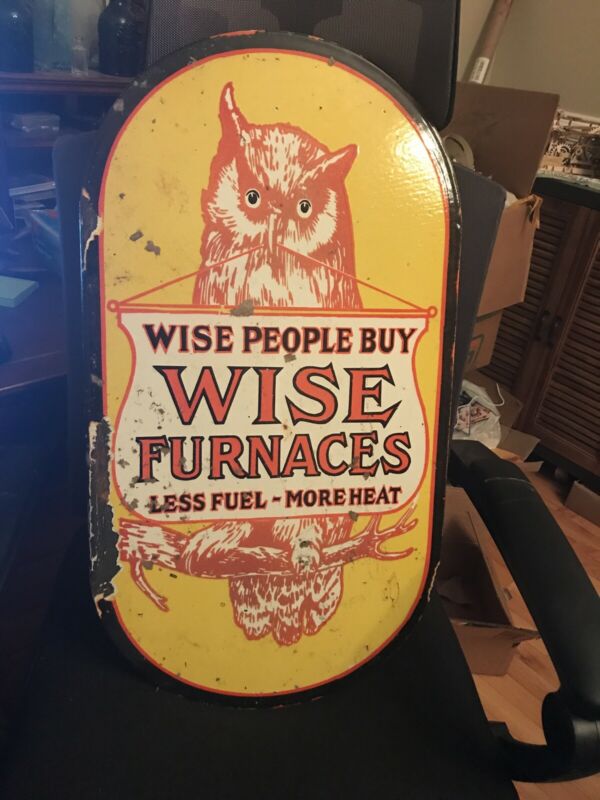 WISE PEOPLE BUY
WISE
FURNACES
LESS FUEL - MORE HEAT